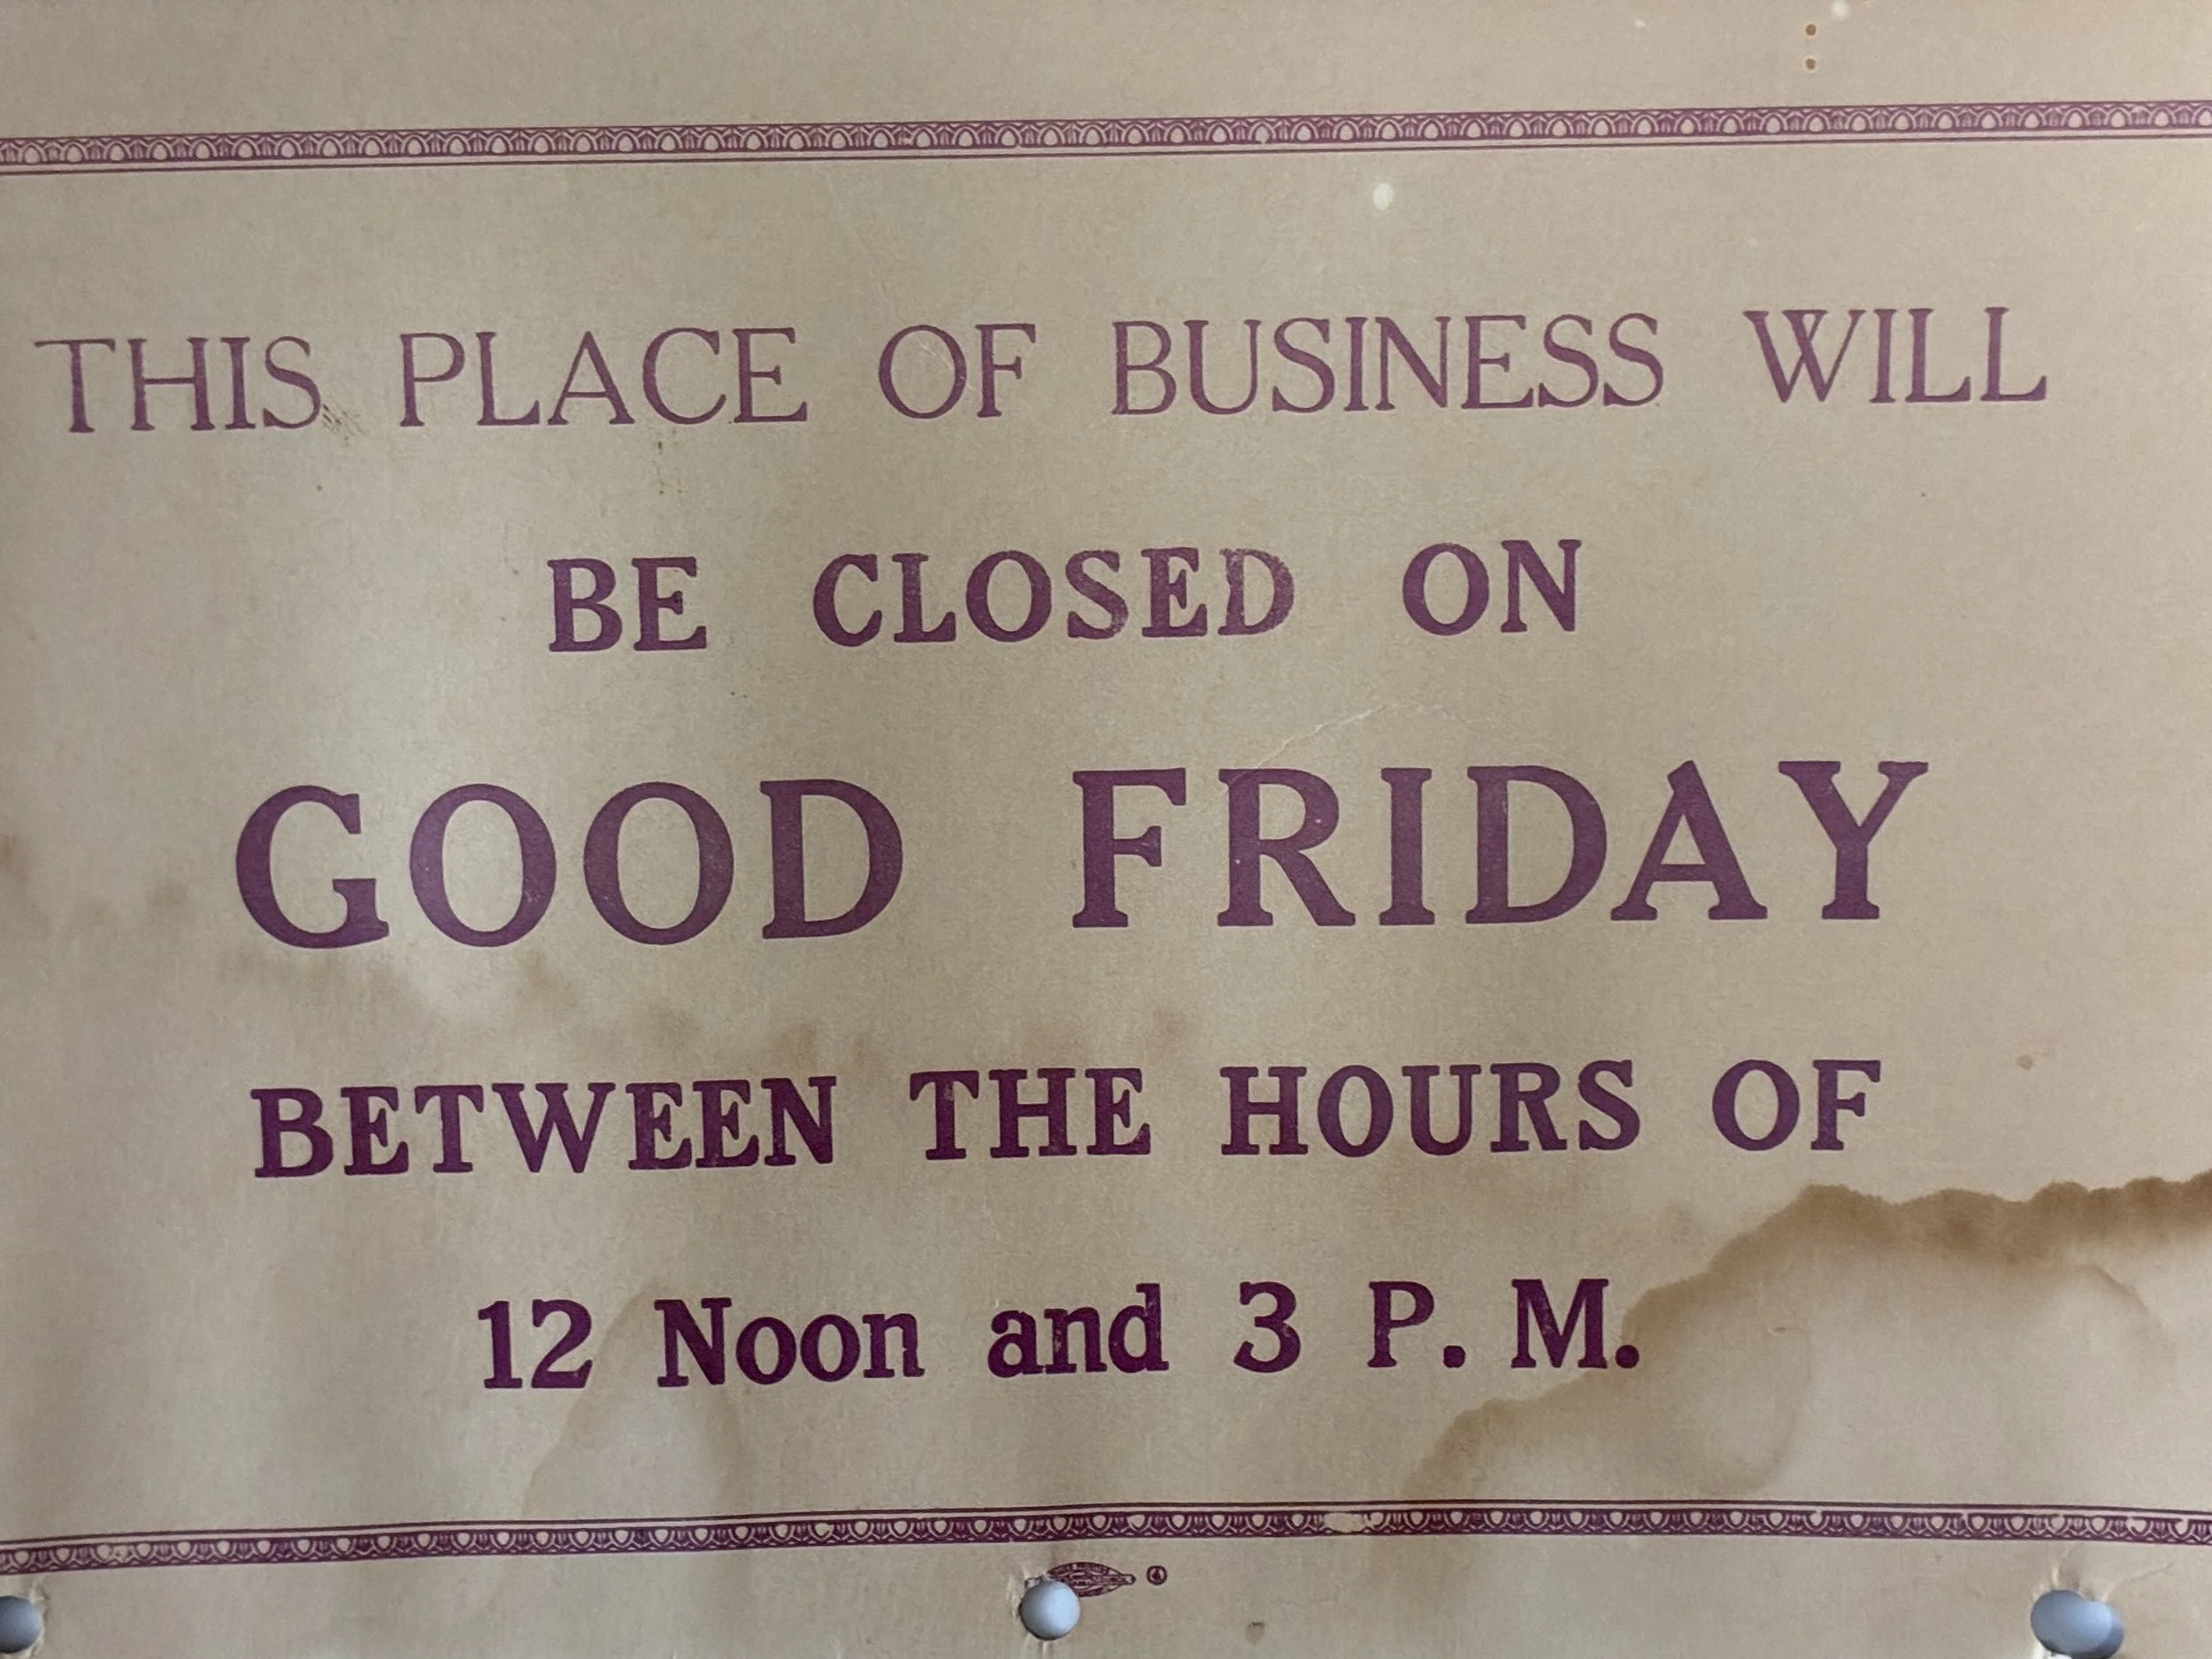 THIS PLACE OF BUSINESS WILL
BE CLOSED ON
GOOD FRIDAY
BETWEEN THE HOURS OF
12 Noon and 3 P. M.